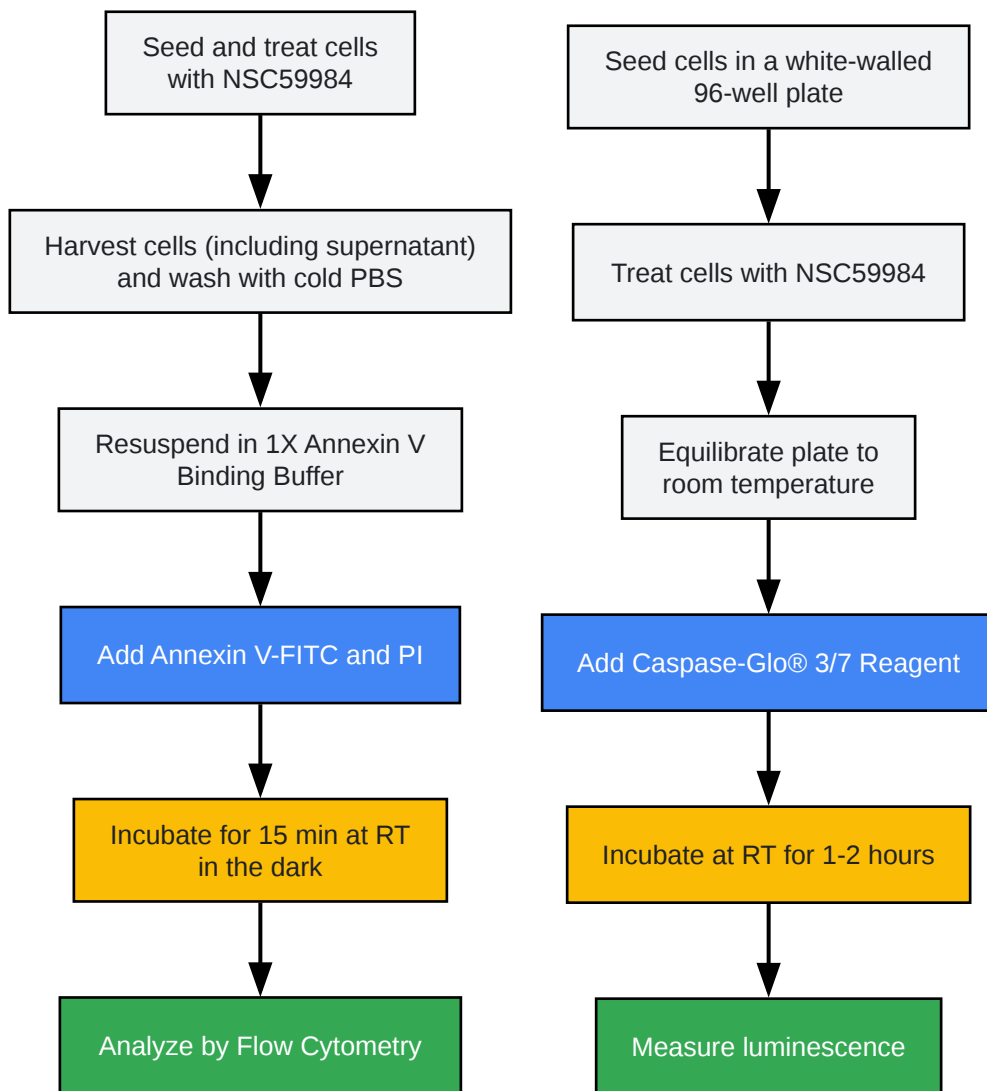 Seed and treat cells
with NSC59984
Harvest cells (including supernatant)
and wash with cold PBS
Resuspend in 1X Annexin V
Binding Buffer
Add Annexin V-FITC and PI
Incubate for 15 min at RT
in the dark
Analyze by Flow Cytometry
Seed cells in a white-walled
96-well plate
Treat cells with NSC59984
Equilibrate plate to
room temperature
Add Caspase-Glo® 3/7 Reagent
Incubate at RT for 1-2 hours
Measure luminescence